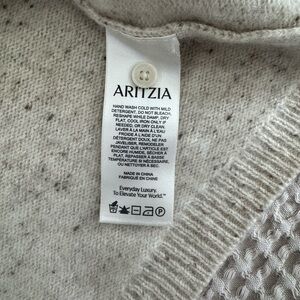 ARITZIA
HAND WASH COLD WITH MILD
DETERGENT. DO NOT BLEACH.
RESHAPE WHILE DAMP. DRY
FLAT. COOL IRON ONLY IF
NEEDED, OR DRY CLEAN.
LAVER À LA MAIN À L'EAU
FROIDE À L'AIDE D'UN
DÉTERGENT DOUX. NE PAS
JAVELISER. REMODELER
PENDANT QUE L'ARTICLE EST
ENCORE HUMIDE. SÉCHER À
PLAT. REPASSER À BASSE
TEMPÉRATURE SI NÉCESSAIRE,
OU NETTOYER À SEC.
MADE IN CHINA
FABRIQUÉ EN CHINE
Everyday Luxury.
To Elevate Your World.™